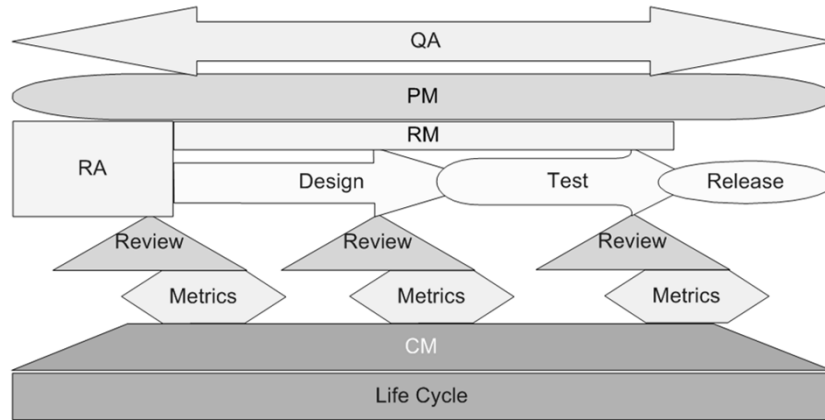 QA
PM
RM
RA
Design
Test
Release
Review
Review
Review
Metrics
Metrics
Metrics
CM
Life Cycle